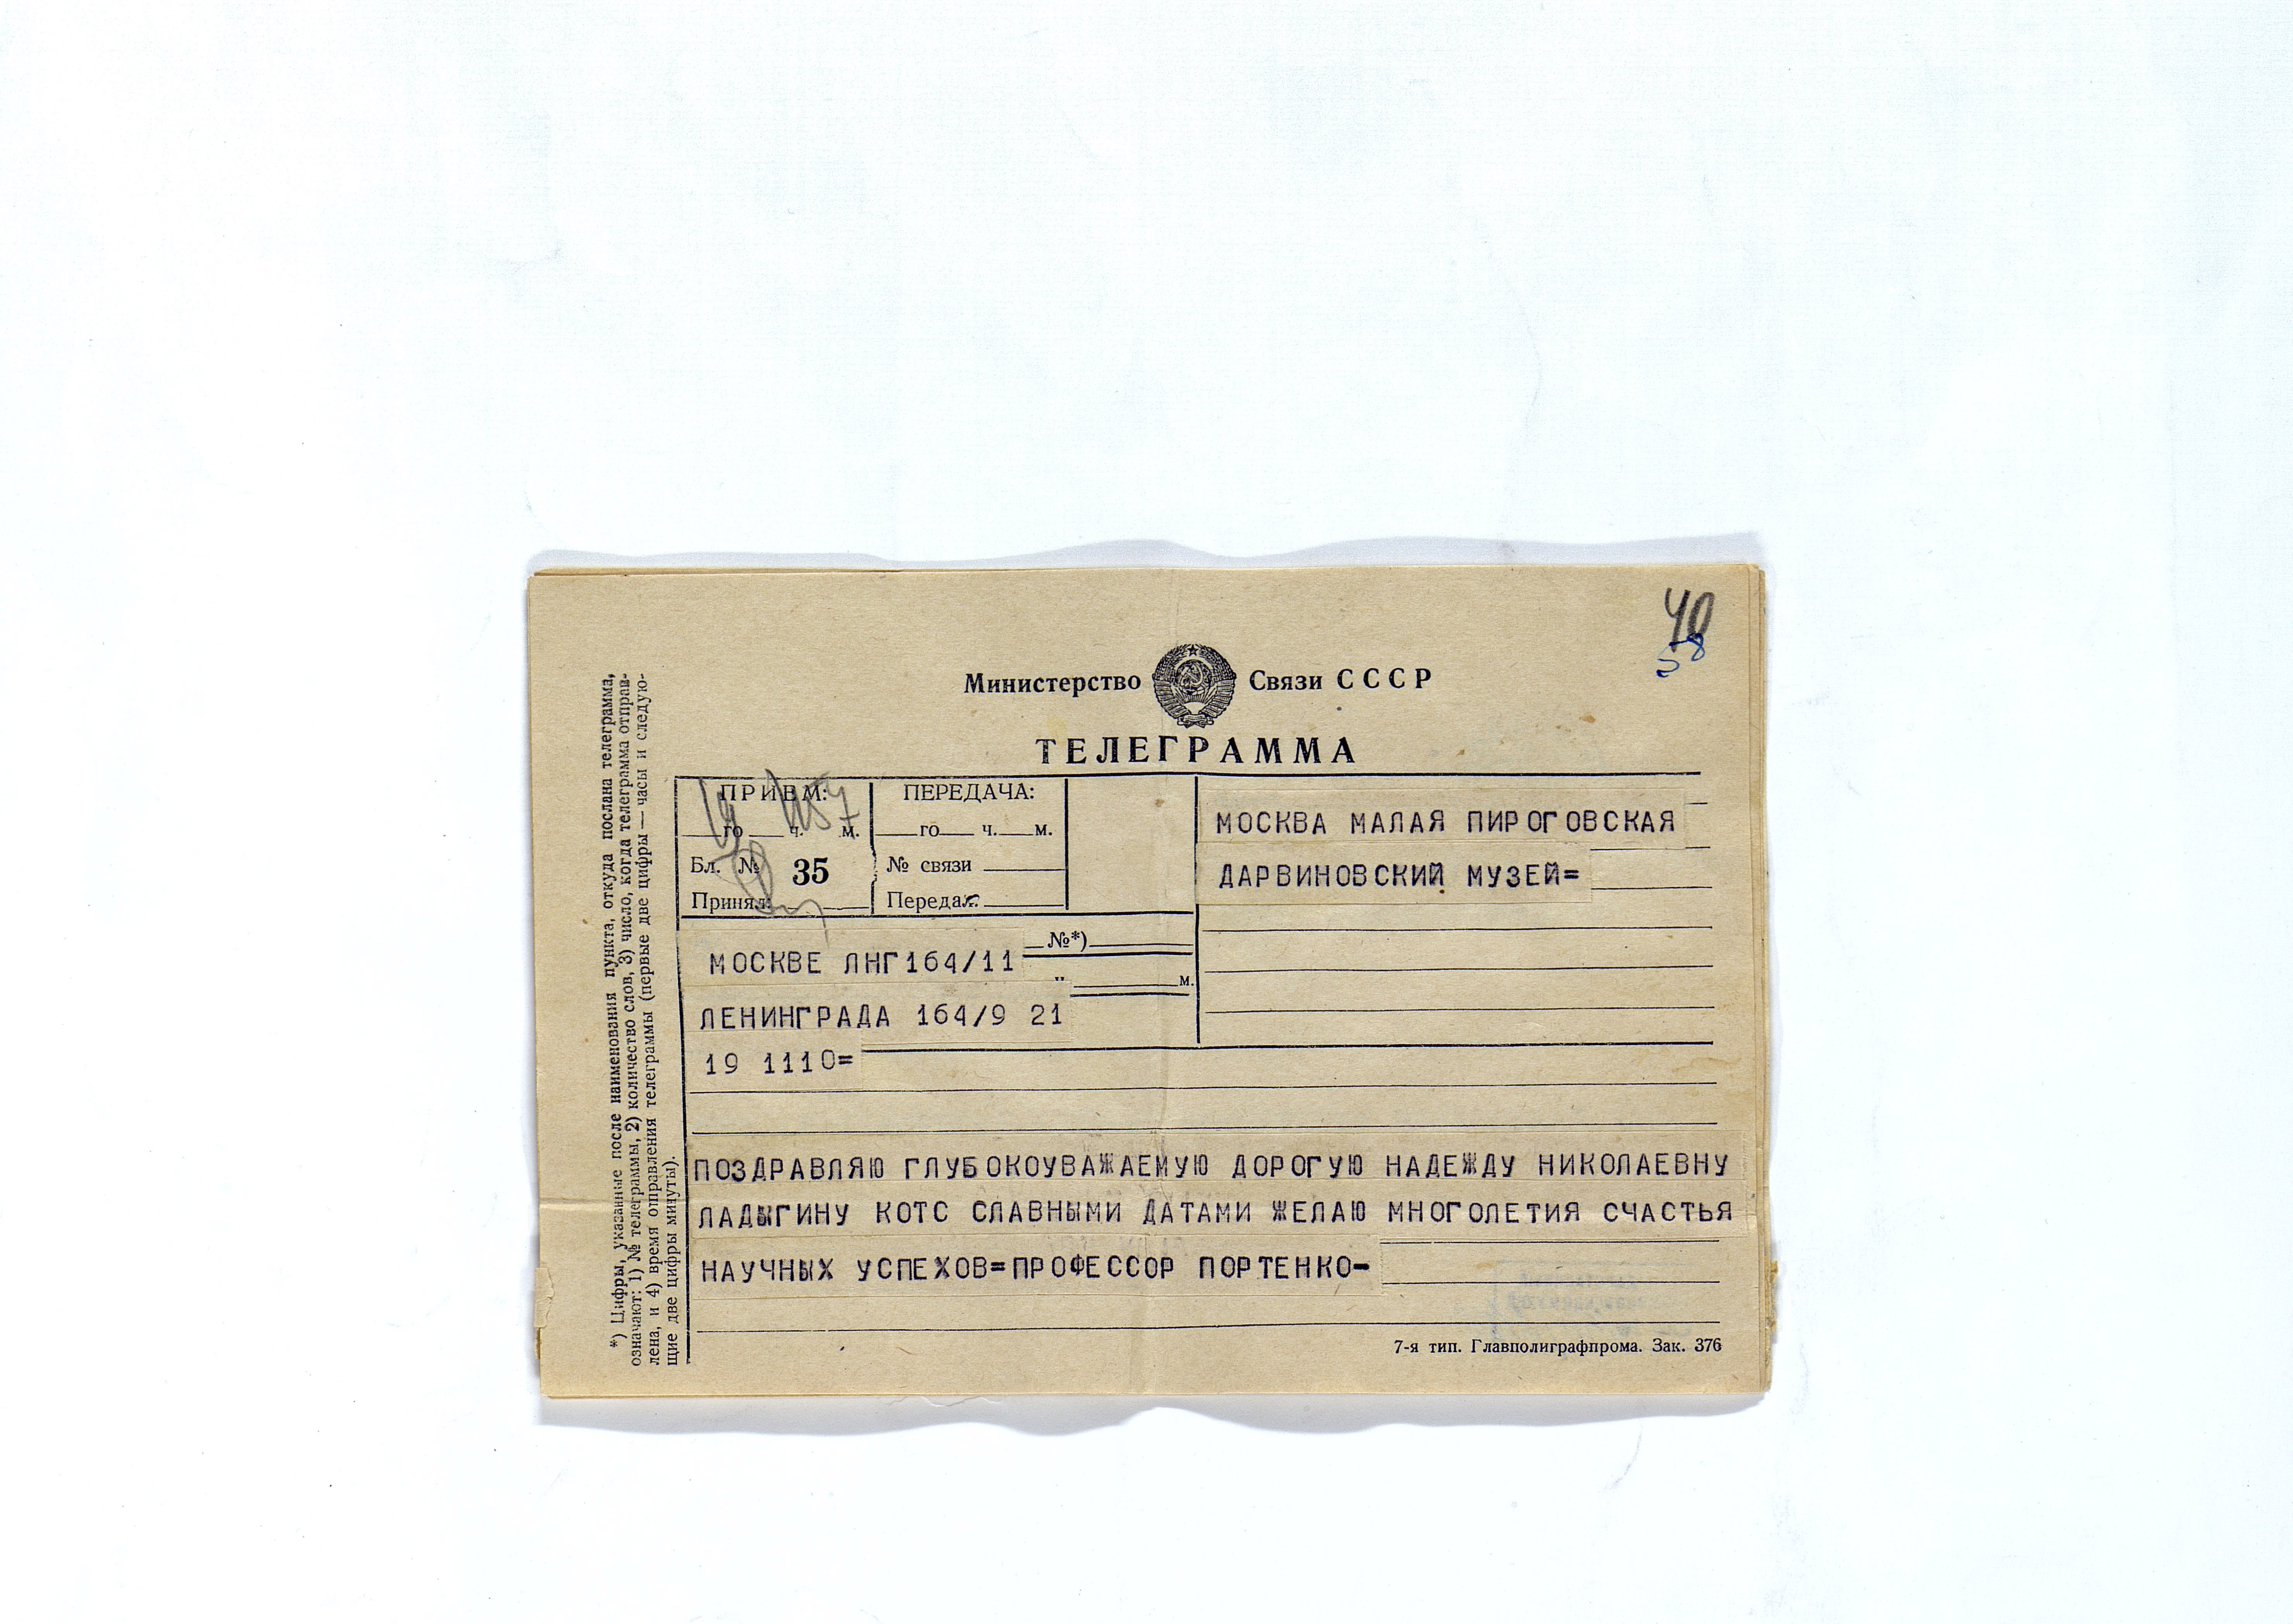 40
58
Министерство Связи СССР
ТЕЛЕГРАММА
ПРИЕМ:
го ч. м.
Бл. № 35
Принял:
ПЕРЕДАЧА:
го ч. м.
№ связи
Передал:
МОСКВА МАЛАЯ ПИРОГОВСКАЯ
ДАРВИНОВСКИЙ МУЗЕЙ=
№*)
МОСКВЕ ЛНГ164/11
м.
ЛЕНИНГРАДА 164/9 21
19 1110=
ПОЗДРАВЛЯЮ ГЛУБОКОУВАЖАЕМУЮ ДОРОГУЮ НАДЕЖДУ НИКОЛАЕВНУ
ЛАДЫГИНУ КОТС СЛАВНЫМИ ДАТАМИ ЖЕЛАЮ МНОГОЛЕТИЯ СЧАСТЬЯ
НАУЧНЫХ УСПЕХОВ=ПРОФЕССОР ПОРТЕНКО-
7-я тип. Главполиграфпрома. Зак. 376
*) Цифры, указанные после наименования пункта, откуда послана телеграмма,
означают: 1) № телеграммы, 2) количество слов, 3) число, когда телеграмма отправ-
лена, и 4) время отправления телеграммы (первые две цифры — часы и следую-
щие две цифры минуты).